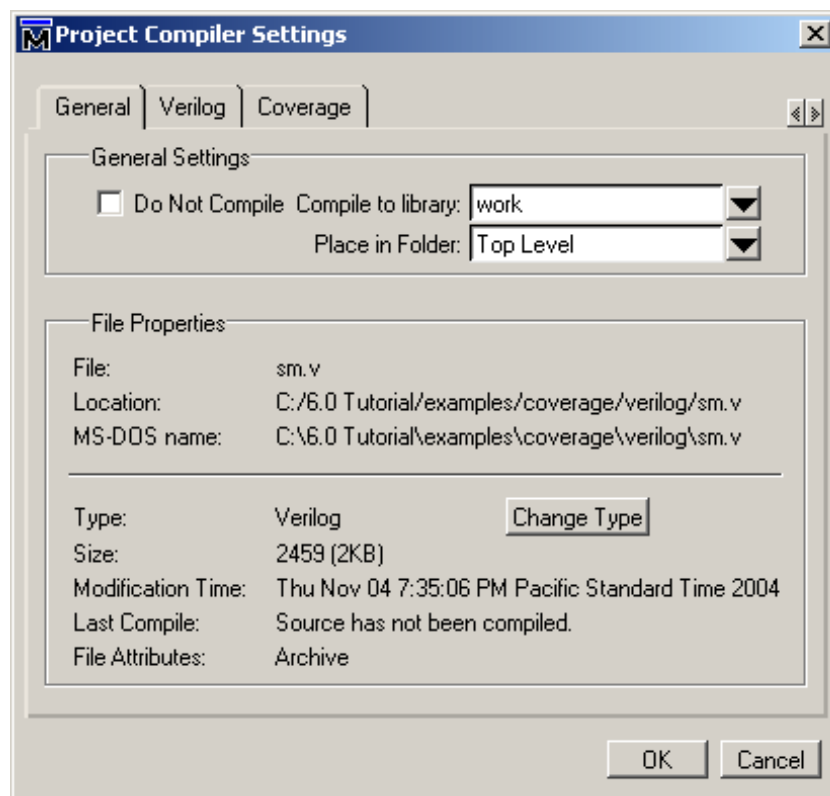 M Project Compiler Settings
General Verilog Coverage
General Settings
Do Not Compile Compile to library: work
Place in Folder: Top Level
File Properties
File: sm.v
Location: C:/6.0 Tutorial/examples/coverage/verilog/sm.v
MS-DOS name: C:\6.0 Tutorial\examples\coverage\verilog\sm.v
Type: Verilog Change Type
Size: 2459 (2KB)
Modification Time: Thu Nov 04 7:35:06 PM Pacific Standard Time 2004
Last Compile: Source has not been compiled.
File Attributes: Archive
OK Cancel